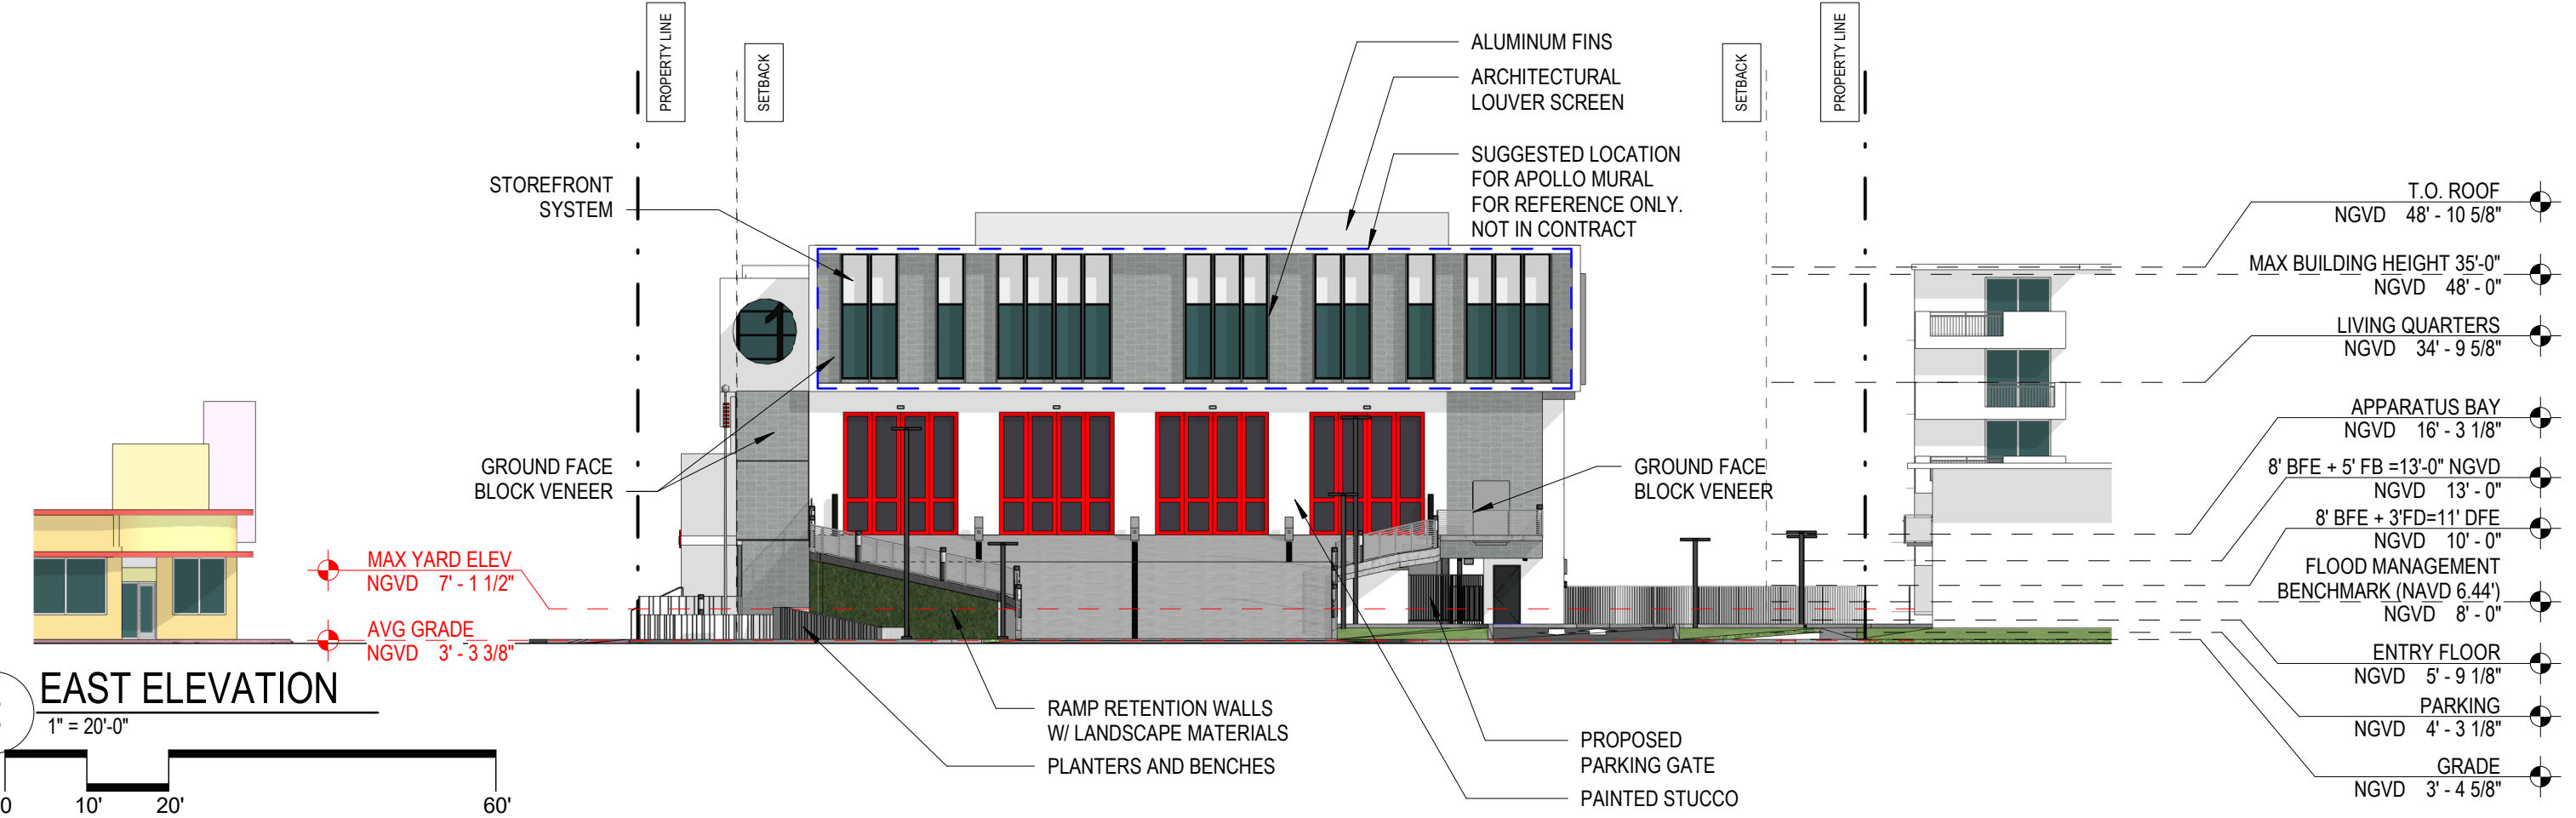 PROPERTY LINE
SETBACK
SETBACK
PROPERTY LINE
ALUMINUM FINS
ARCHITECTURAL
LOUVER SCREEN
SUGGESTED LOCATION
FOR APOLLO MURAL
FOR REFERENCE ONLY.
NOT IN CONTRACT
STOREFRONT
SYSTEM
GROUND FACE
BLOCK VENEER
GROUND FACE
BLOCK VENEER
1
T.O. ROOF
NGVD 48' - 10 5/8"
MAX BUILDING HEIGHT 35'-0"
NGVD 48' - 0"
LIVING QUARTERS
NGVD 34' - 9 5/8"
APPARATUS BAY
NGVD 16' - 3 1/8"
8' BFE + 5' FB =13'-0" NGVD
NGVD 13' - 0"
8' BFE + 3'FD=11' DFE
NGVD 10' - 0"
FLOOD MANAGEMENT
BENCHMARK (NAVD 6.44')
NGVD 8' - 0"
ENTRY FLOOR
NGVD 5' - 9 1/8"
PARKING
NGVD 4' - 3 1/8"
GRADE
NGVD 3' - 4 5/8"
MAX YARD ELEV
NGVD 7' - 1 1/2"
AVG GRADE
NGVD 3' - 3 3/8"
RAMP RETENTION WALLS
W/ LANDSCAPE MATERIALS
PLANTERS AND BENCHES
PROPOSED
PARKING GATE
PAINTED STUCCO
EAST ELEVATION
1" = 20'-0"
0 10' 20' 60'